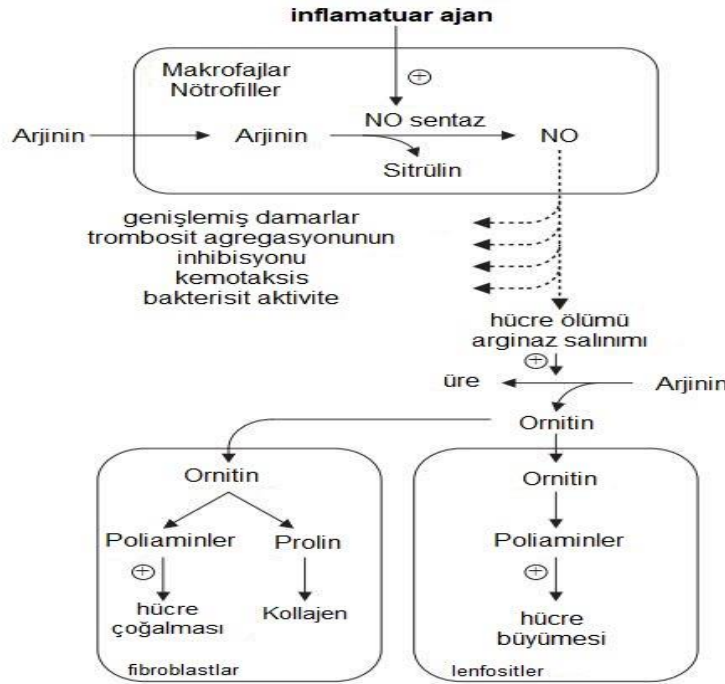 inflamatuar ajan
Makrofajlar
Nötrofiller
NO sentaz
Arjinin
Arjinin
NO
Sitrülin
genişlemiş damarlar
trombosit agregasyonunun
inhibisyonu
kemotaksis
bakterisit aktivite
hücre ölümü
arginaz salınımı
üre
Arjinin
Ornitin
Ornitin
Poliaminler
Prolin
hücre
çoğalması
Kollajen
fibroblastlar
Ornitin
Poliaminler
hücre
büyümesi
lenfositler